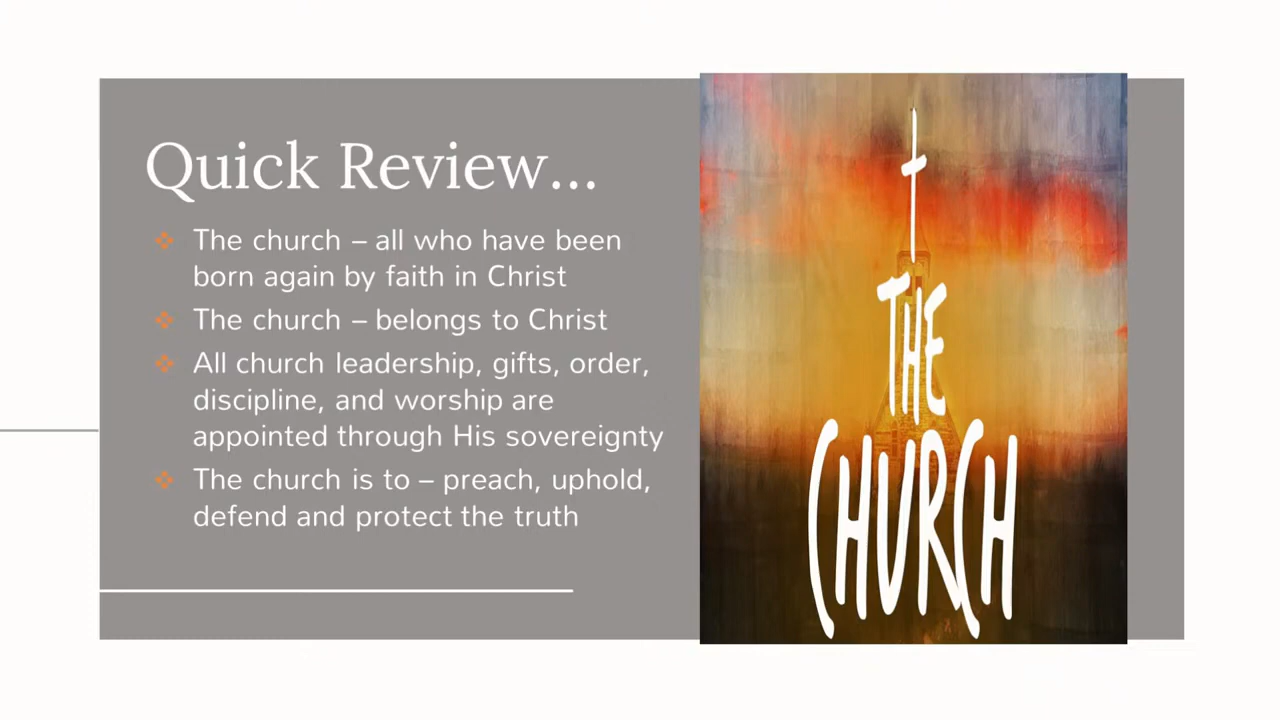 Quick Review...
The church – all who have been
born again by faith in Christ
The church – belongs to Christ
All church leadership, gifts, order,
discipline, and worship are
appointed through His sovereignty
The church is to – preach, uphold,
defend and protect the truth
THE
CHURCH